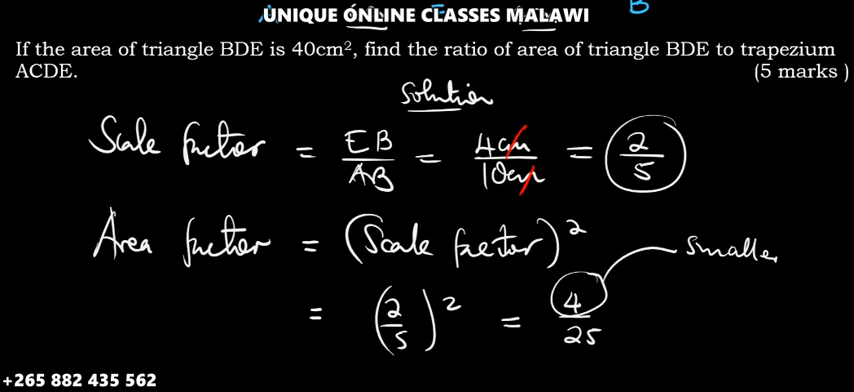 B
UNIQUE ONLINE CLASSES MALAWI
If the area of triangle BDE is 40cm², find the ratio of area of triangle BDE to trapezium
ACDE. (5 marks )
Solution
Scale factor = EB/AB = 4cm/10cm = 2/5
Area factor = (Scale factor)²
smaller
= (2/5)² = 4/25
+265 882 435 562